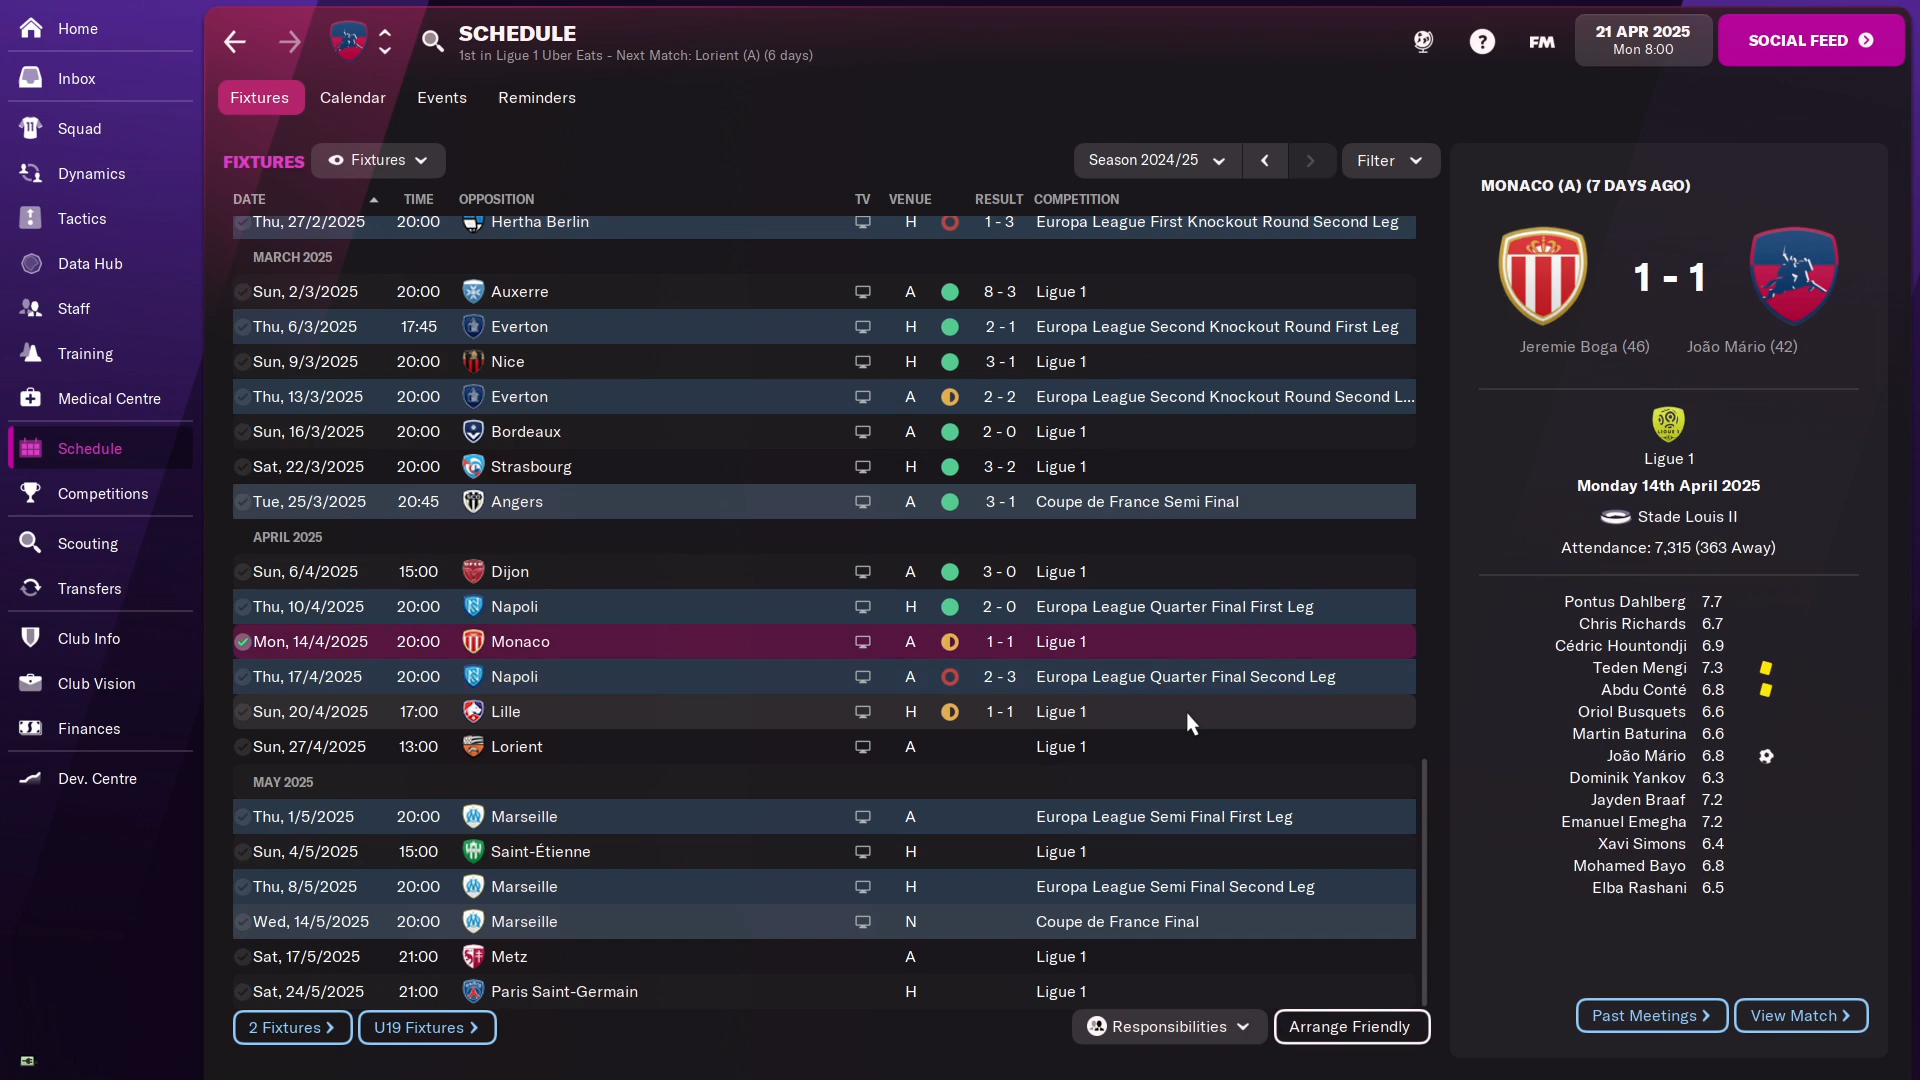 Home
Inbox
Squad
Dynamics
Tactics
Data Hub
Staff
Training
Medical Centre
Schedule
Competitions
Scouting
Transfers
Club Info
Club Vision
Finances
Dev. Centre
SCHEDULE
1st in Ligue 1 Uber Eats - Next Match: Lorient (A) (6 days)
?
FM
21 APR 2025
Mon 8:00
SOCIAL FEED
Fixtures Calendar Events Reminders
FIXTURES Fixtures Season 2024/25 Filter
DATE TIME OPPOSITION TV VENUE RESULT COMPETITION
Thu, 27/2/2025 20:00 Hertha Berlin H 1 - 3 Europa League First Knockout Round Second Leg
MARCH 2025
Sun, 2/3/2025 20:00 Auxerre A 8 - 3 Ligue 1
Thu, 6/3/2025 17:45 Everton H 2 - 1 Europa League Second Knockout Round First Leg
Sun, 9/3/2025 20:00 Nice H 3 - 1 Ligue 1
Thu, 13/3/2025 20:00 Everton A 2 - 2 Europa League Second Knockout Round Second L...
Sun, 16/3/2025 20:00 Bordeaux A 2 - 0 Ligue 1
Sat, 22/3/2025 20:00 Strasbourg H 3 - 2 Ligue 1
Tue, 25/3/2025 20:45 Angers A 3 - 1 Coupe de France Semi Final
APRIL 2025
Sun, 6/4/2025 15:00 Dijon A 3 - 0 Ligue 1
Thu, 10/4/2025 20:00 Napoli H 2 - 0 Europa League Quarter Final First Leg
Mon, 14/4/2025 20:00 Monaco A 1 - 1 Ligue 1
Thu, 17/4/2025 20:00 Napoli A 2 - 3 Europa League Quarter Final Second Leg
Sun, 20/4/2025 17:00 Lille H 1 - 1 Ligue 1
Sun, 27/4/2025 13:00 Lorient A Ligue 1
MAY 2025
Thu, 1/5/2025 20:00 Marseille A Europa League Semi Final First Leg
Sun, 4/5/2025 15:00 Saint-Étienne H Ligue 1
Thu, 8/5/2025 20:00 Marseille H Europa League Semi Final Second Leg
Wed, 14/5/2025 20:00 Marseille N Coupe de France Final
Sat, 17/5/2025 21:00 Metz A Ligue 1
Sat, 24/5/2025 21:00 Paris Saint-Germain H Ligue 1
2 Fixtures U19 Fixtures Responsibilities Arrange Friendly
MONACO (A) (7 DAYS AGO)
1 - 1
Jeremie Boga (46) João Mário (42)
Ligue 1
Monday 14th April 2025
Stade Louis II
Attendance: 7,315 (363 Away)
Pontus Dahlberg 7.7
Chris Richards 6.7
Cédric Hountondji 6.9
Teden Mengi 7.3
Abdu Conté 6.8
Oriol Busquets 6.6
Martin Baturina 6.6
João Mário 6.8
Dominik Yankov 6.3
Jayden Braaf 7.2
Emanuel Emegha 7.2
Xavi Simons 6.4
Mohamed Bayo 6.8
Elba Rashani 6.5
Past Meetings View Match